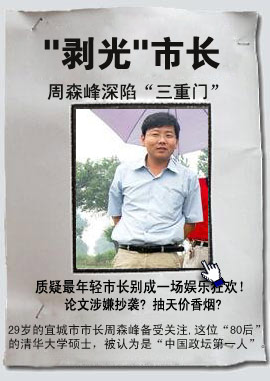 "剥光"市长
周森峰深陷“三重门”
质疑最年轻市长别成一场娱乐狂欢！
论文涉嫌抄袭？抽天价香烟？
29岁的宜城市市长周森峰备受关注,这位“80后”
的清华大学硕士，被认为是“中国政坛第一人”.